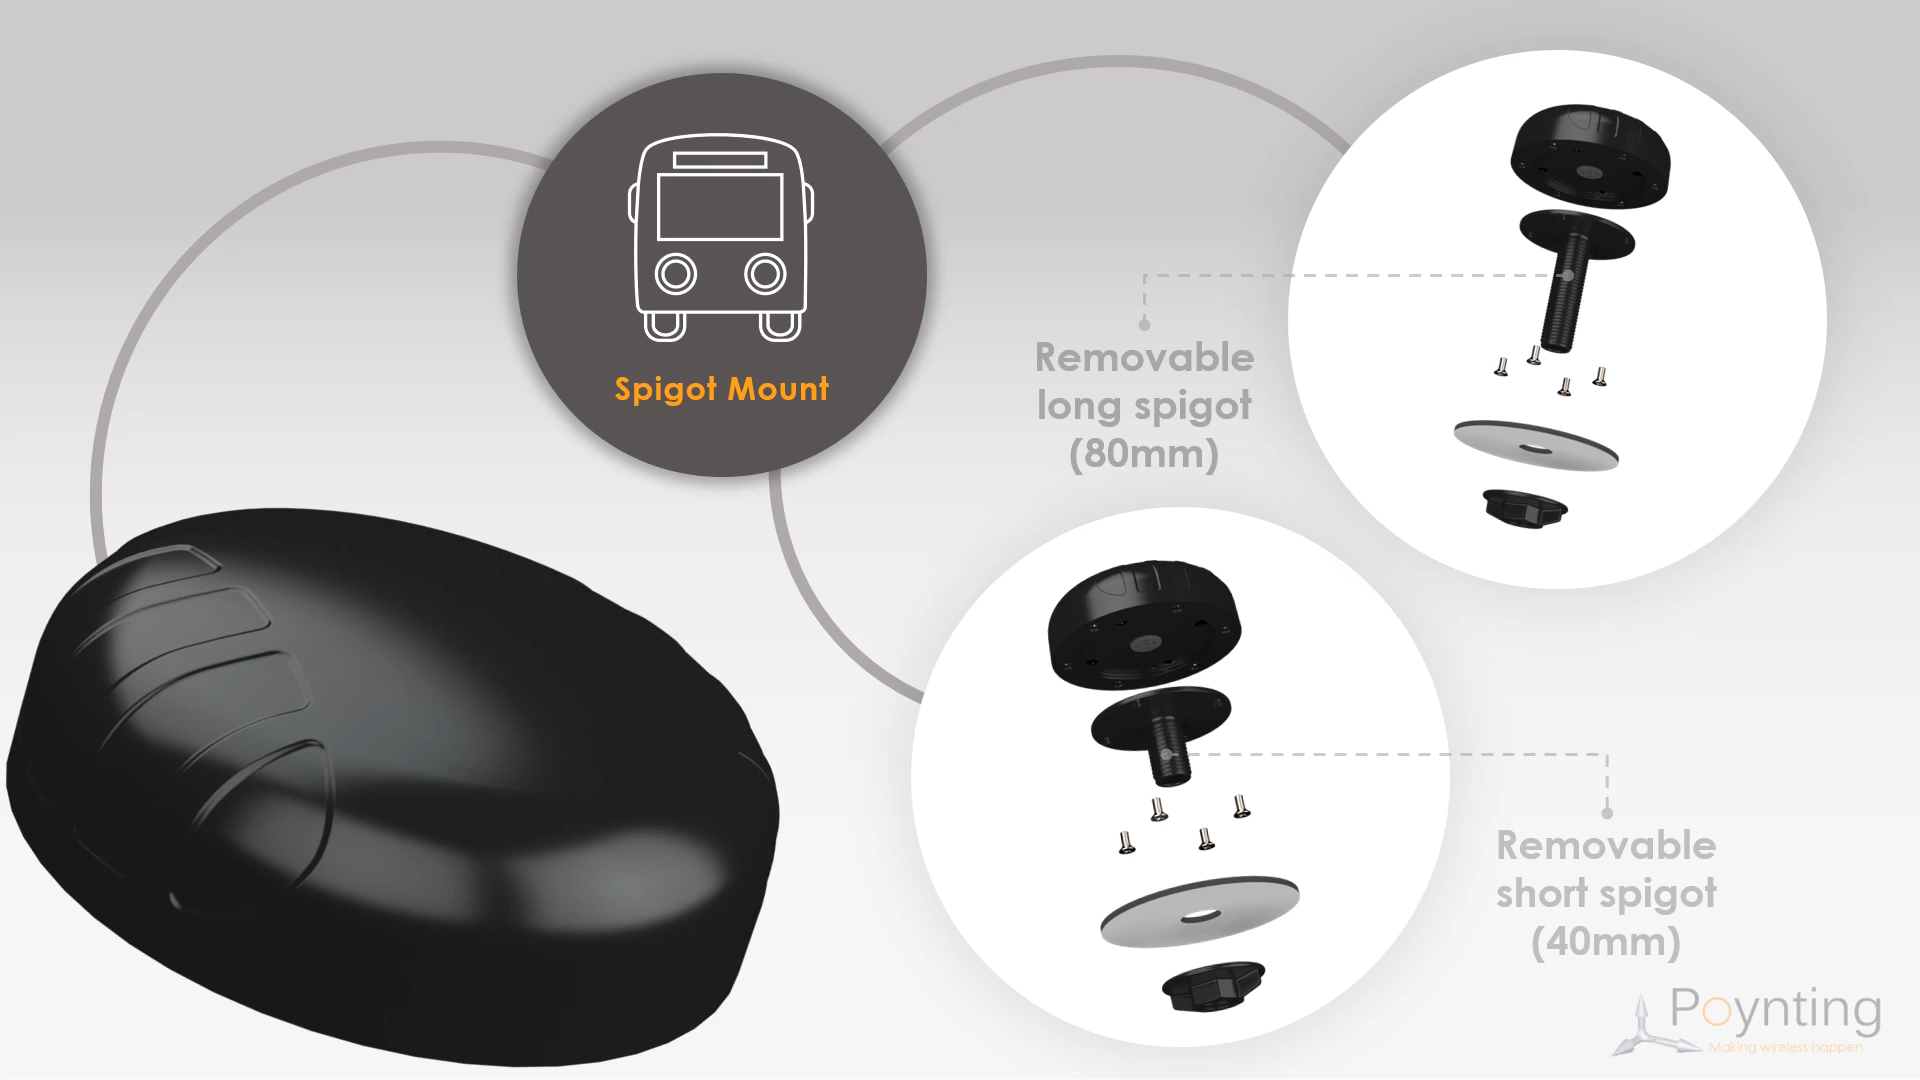 Spigot Mount
Removable
long spigot
(80mm)
Removable
short spigot
(40mm)
Poynting
Making wireless happen